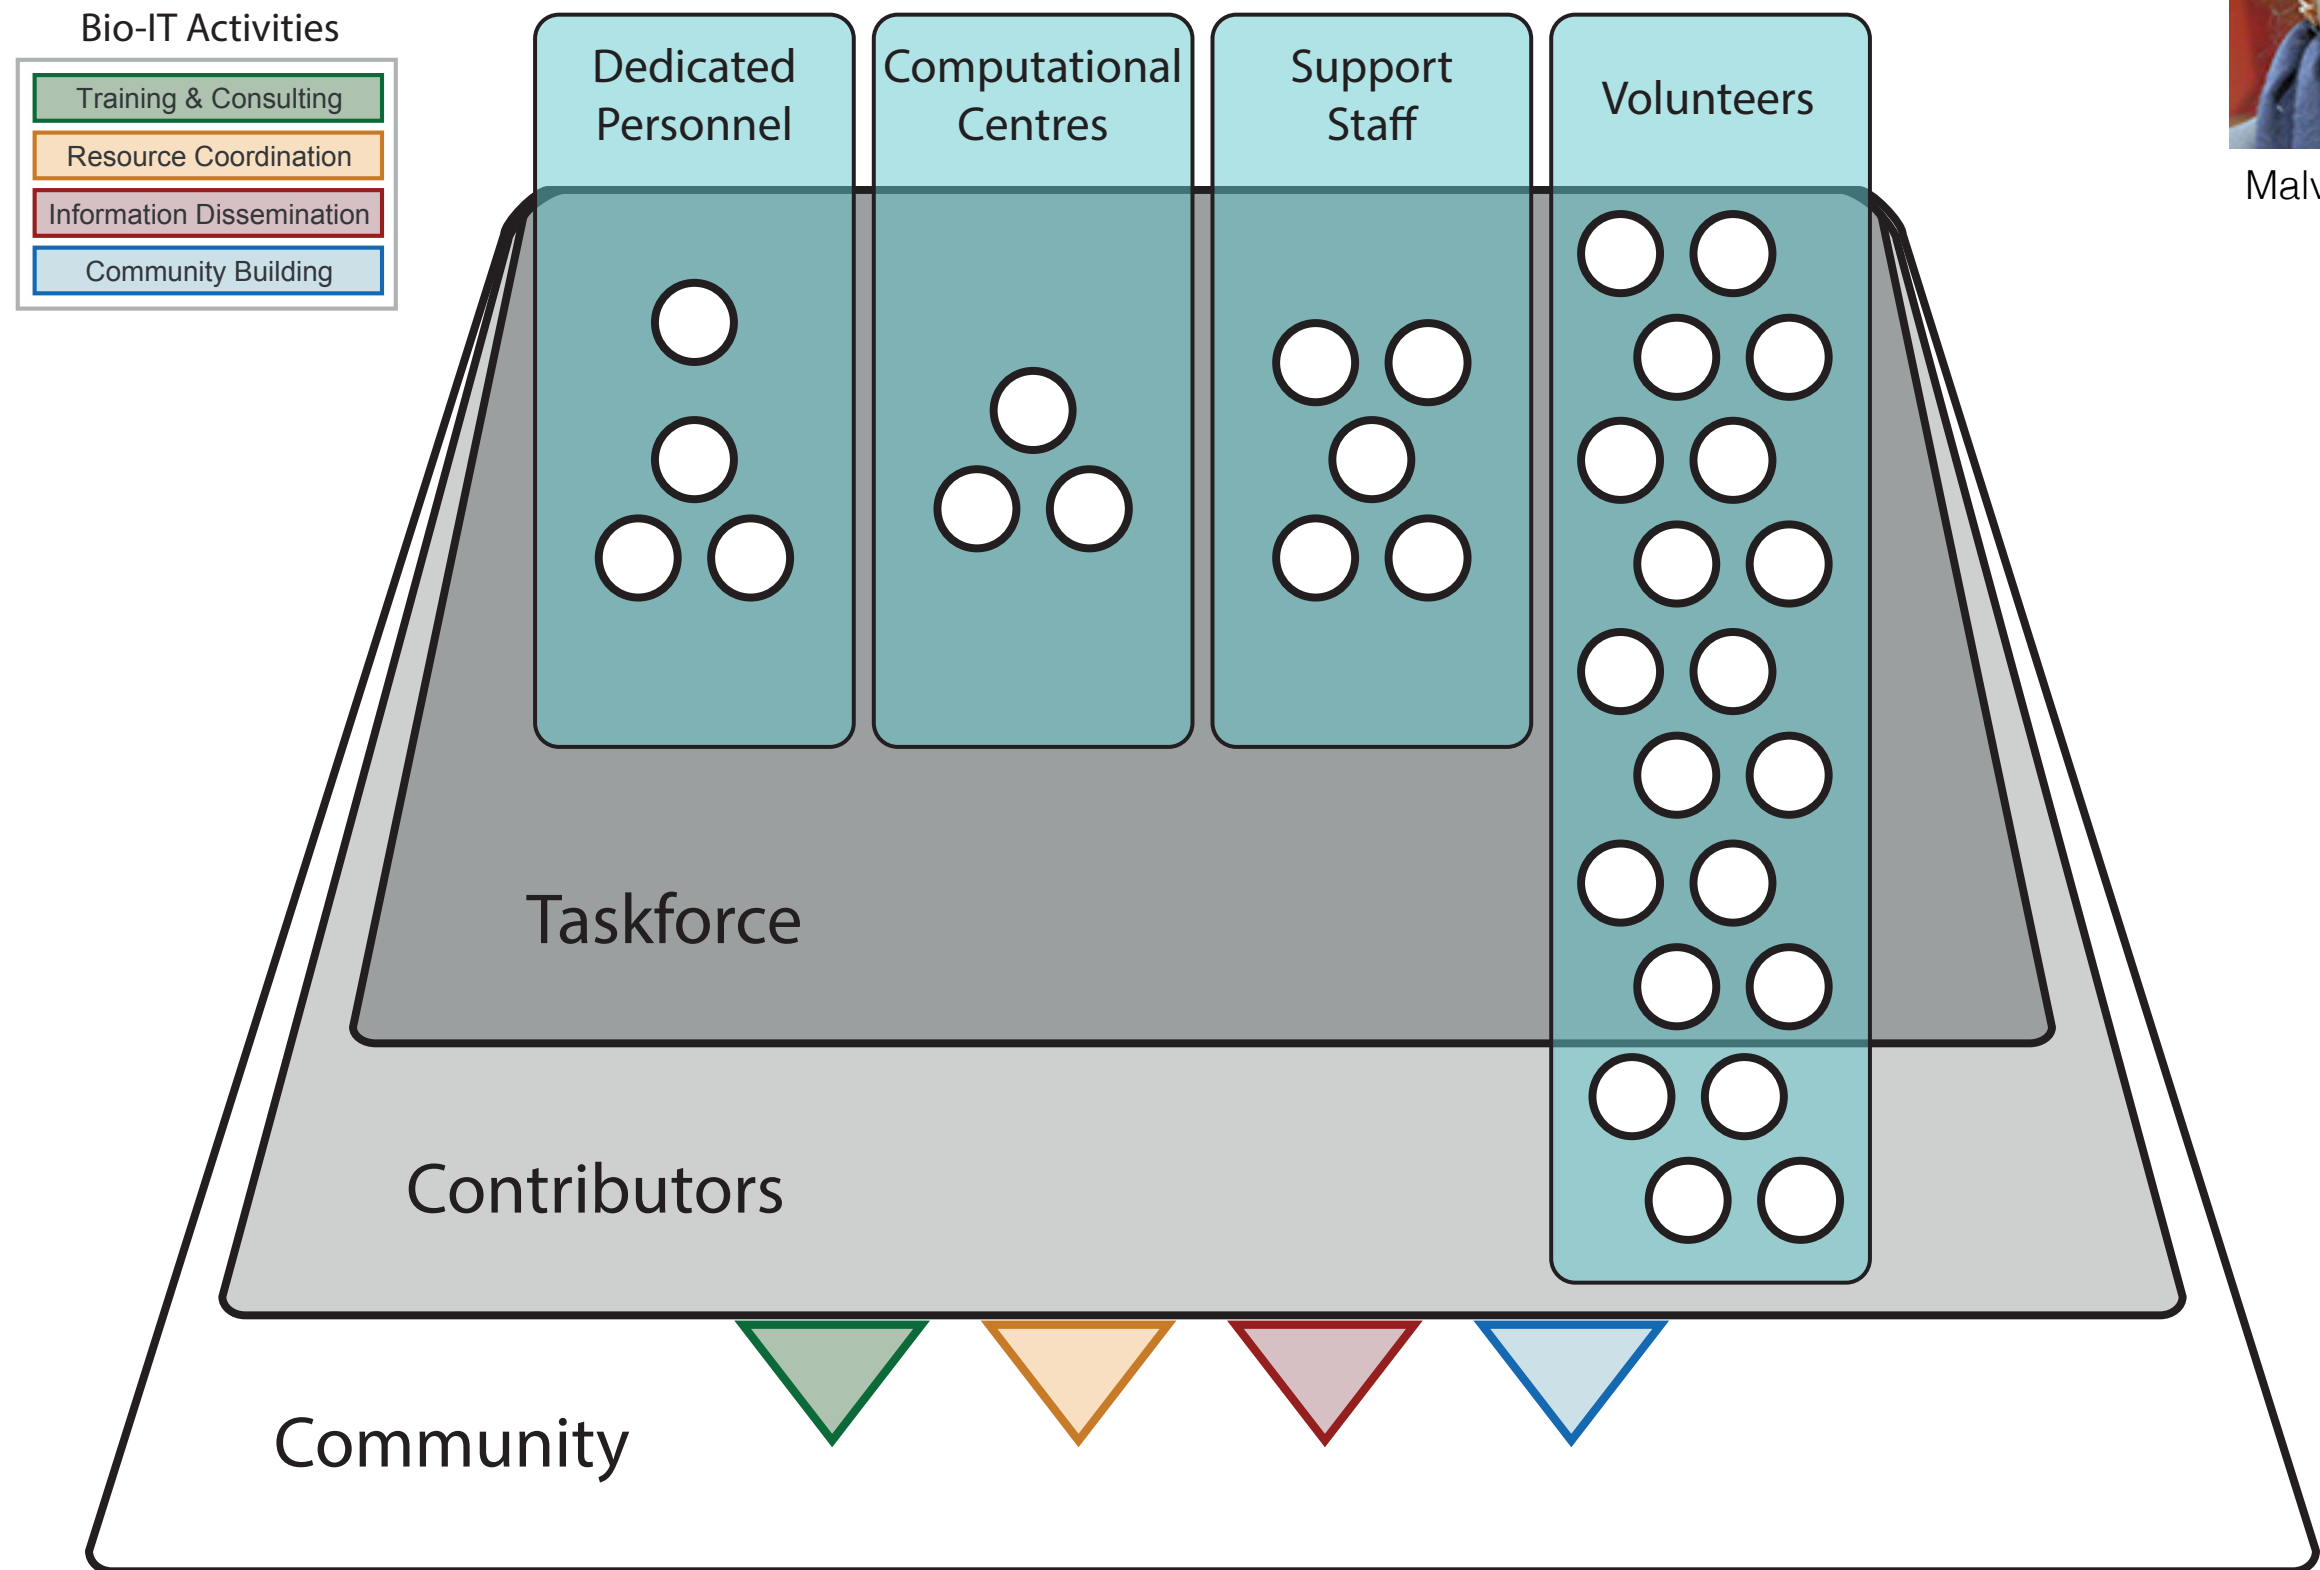 Bio-IT Activities
Training & Consulting
Resource Coordination
Information Dissemination
Community Building
Dedicated
Personnel
Computational
Centres
Support
Staff
Volunteers
Taskforce
Contributors
Community